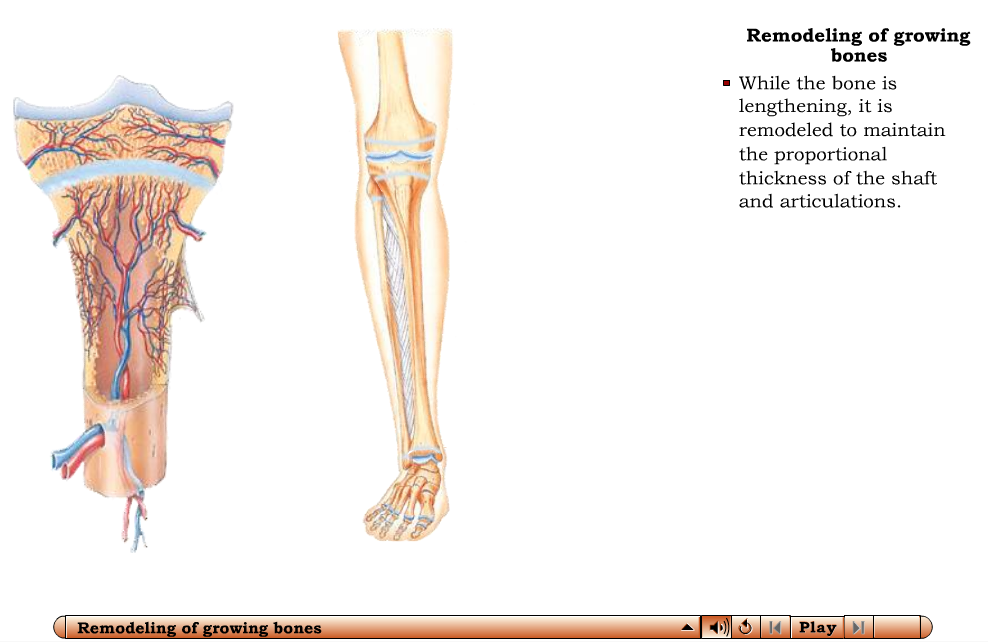 Remodeling of growing
bones
While the bone is
lengthening, it is
remodeled to maintain
the proportional
thickness of the shaft
and articulations.
Remodeling of growing bones
Play